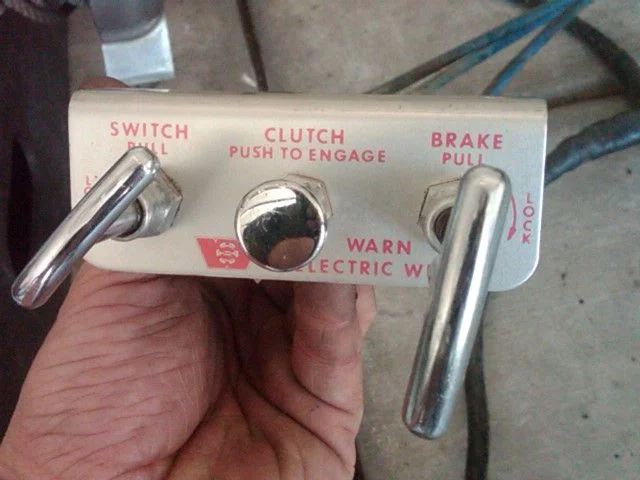 SWITCH
PULL
CLUTCH
PUSH TO ENGAGE
BRAKE
PULL
LOCK
WARN
ELECTRIC